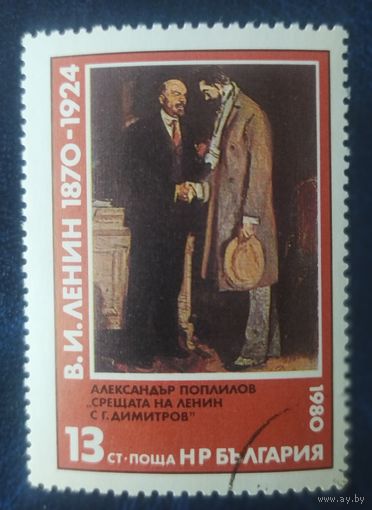 В.И.ЛЕНИН 1870-1924
АЛЕКСАНДЪР ПОПЛИЛОВ
„СРЕЩАТА НА ЛЕНИН
С Г. ДИМИТРОВ"
1980
13 СТ·ПОЩА НР БЪЛГАРИЯ
www.ay.by